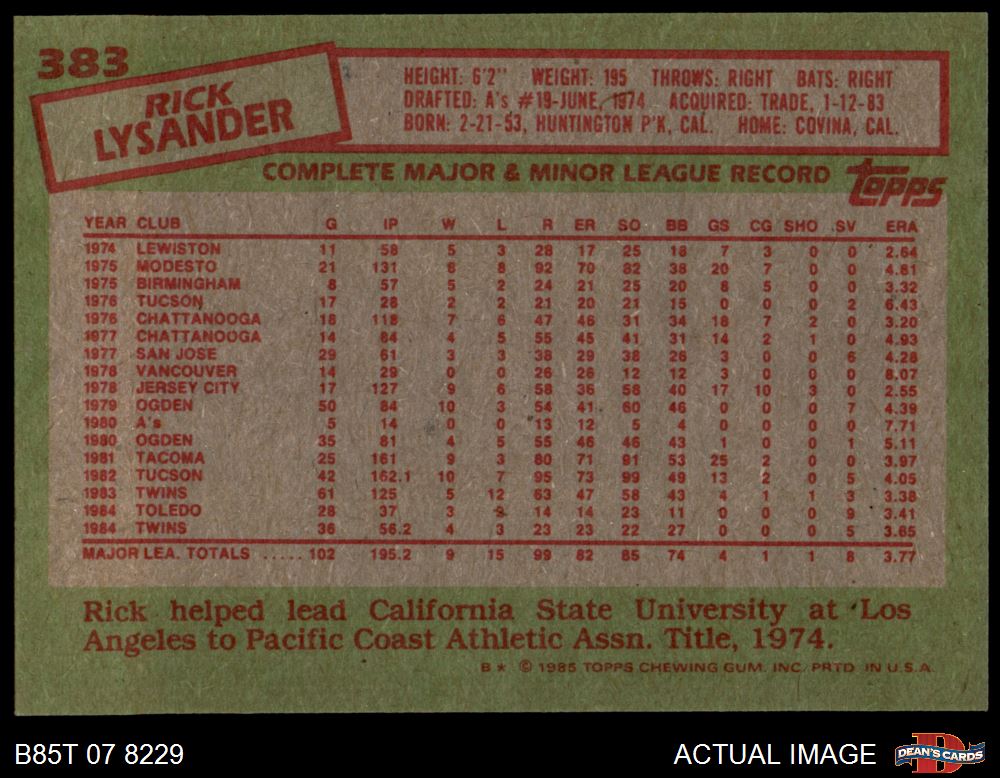 383
RICK
LYSANDER
HEIGHT: 6'2" WEIGHT: 195 THROWS: RIGHT BATS: RIGHT
DRAFTED: A's #19-JUNE, 1974 ACQUIRED: TRADE, 1-12-83
BORN: 2-21-53, HUNTINGTON P'K, CAL. HOME: COVINA, CAL.
COMPLETE MAJOR & MINOR LEAGUE RECORD topps
YEAR CLUB G IP W L R ER SO BB GS CG SHO SV ERA
1974 LEWISTON 11 58 5 3 28 17 25 18 7 3 0 0 2.64
1975 MODESTO 21 131 6 8 92 70 82 38 20 7 0 0 4.81
1975 BIRMINGHAM 8 57 5 2 24 21 25 20 8 5 0 0 3.32
1976 TUCSON 17 28 2 2 21 20 21 15 0 0 0 2 6.43
1976 CHATTANOOGA 18 118 7 6 47 46 31 34 18 7 2 0 3.20
1977 CHATTANOOGA 14 84 4 5 55 45 41 31 14 2 1 0 4.93
1977 SAN JOSE 29 61 3 3 38 29 38 26 3 0 0 6 4.28
1978 VANCOUVER 14 29 0 0 26 26 12 12 3 0 0 0 8.07
1978 JERSEY CITY 17 127 9 6 58 36 58 40 17 10 3 0 2.55
1979 OGDEN 50 84 10 3 54 41 60 46 0 0 0 7 4.39
1980 A's 5 14 0 0 13 12 5 4 0 0 0 0 7.71
1980 OGDEN 35 81 4 5 55 46 46 43 1 0 0 1 5.11
1981 TACOMA 25 161 9 3 80 71 91 53 25 2 0 0 3.97
1982 TUCSON 42 162.1 10 7 95 73 99 49 13 2 0 5 4.05
1983 TWINS 61 125 5 12 63 47 58 43 4 1 1 3 3.38
1984 TOLEDO 28 37 3 3 14 14 23 11 0 0 0 9 3.41
1984 TWINS 36 56.2 4 3 23 23 22 27 0 0 0 5 3.65
MAJOR LEA. TOTALS ..... 102 195.2 9 15 99 82 85 74 4 1 1 8 3.77
Rick helped lead California State University at Los
Angeles to Pacific Coast Athletic Assn. Title, 1974.
B* © 1985 TOPPS CHEWING GUM. INC. PRTD IN U.S.A.
B85T 07 8229 ACTUAL IMAGE DEAN'S CARDS